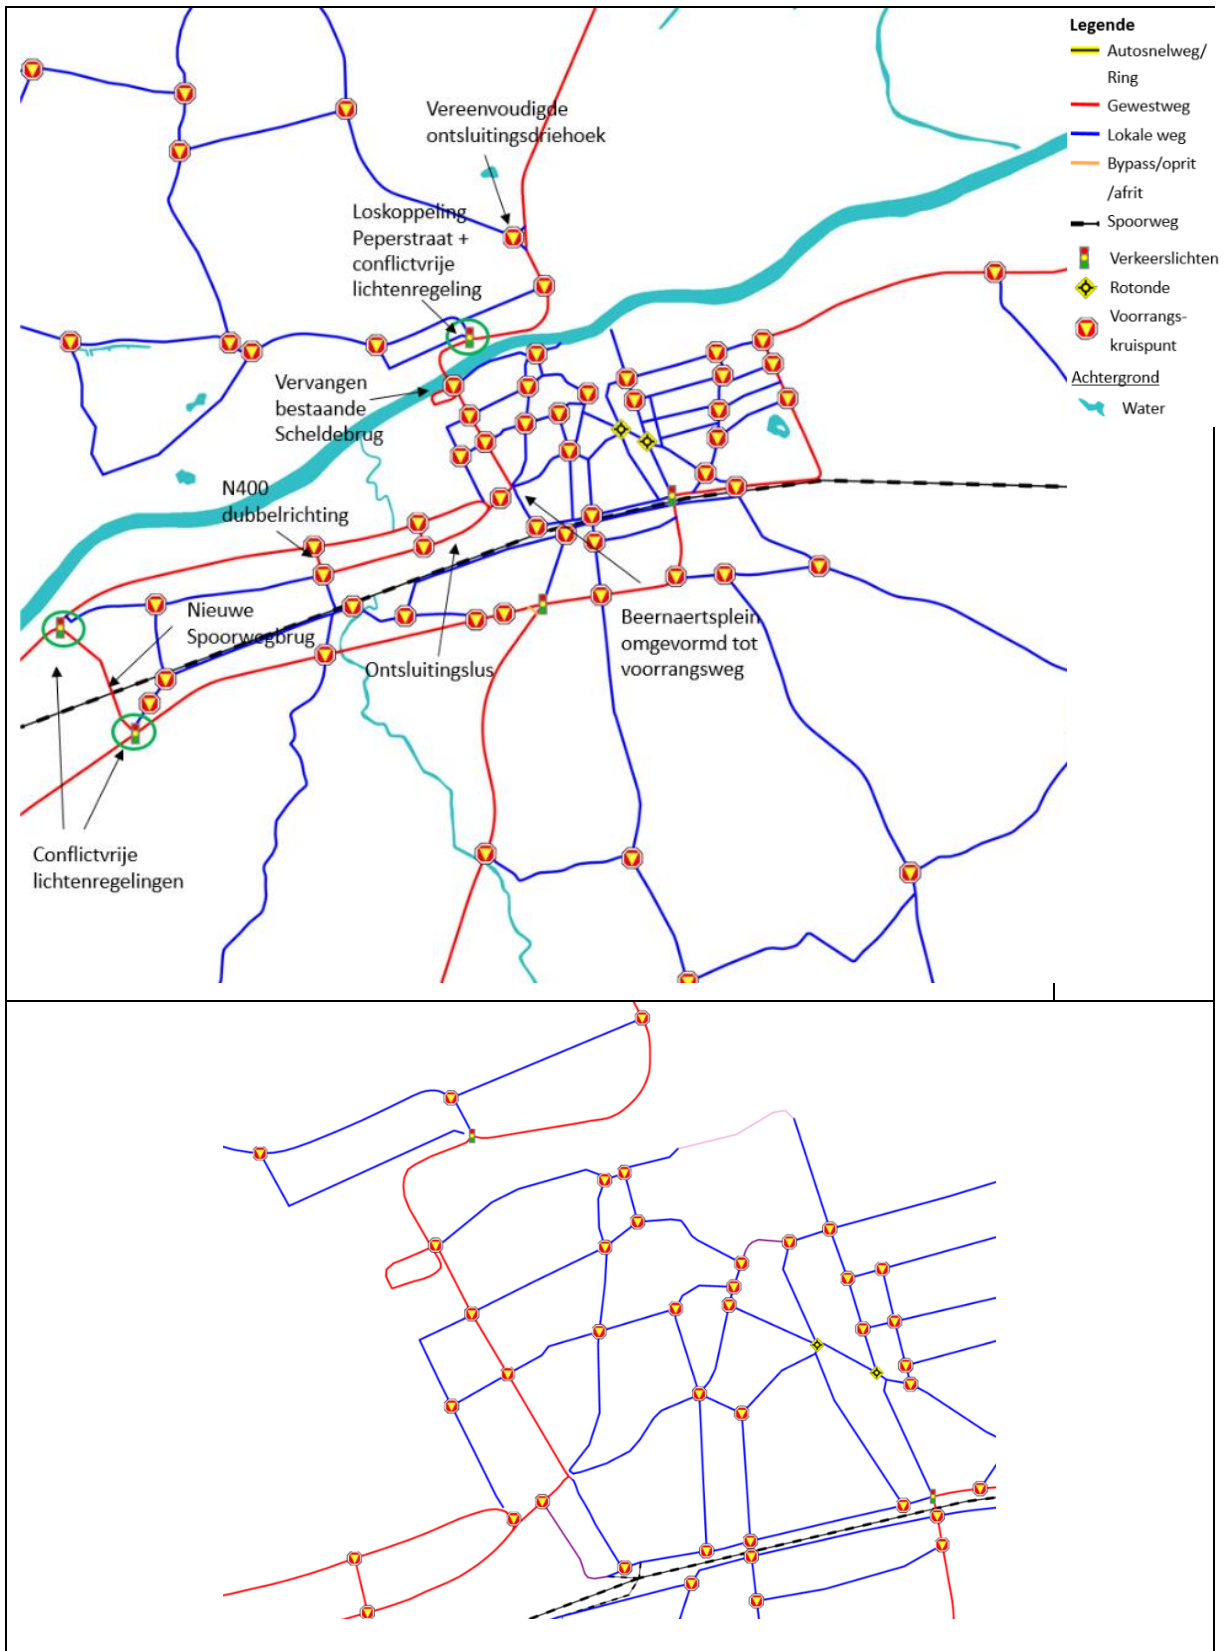 Legende
Autosnelweg/
Ring
Gewestweg
Lokale weg
Bypass/oprit
/afrit
Spoorweg
Verkeerslichten
Rotonde
Voorrangs-
kruispunt
Achtergrond
Water
Vereenvoudigde
ontsluitingsdriehoek
Loskoppeling
Peperstraat +
conflictvrije
lichtenregeling
Vervangen
bestaande
Scheldebrug
N400
dubbelrichting
Nieuwe
Spoorwegbrug
Ontsluitingslus
Beernaertsplein
omgevormd tot
voorrangsweg
Conflictvrije
lichtenregelingen